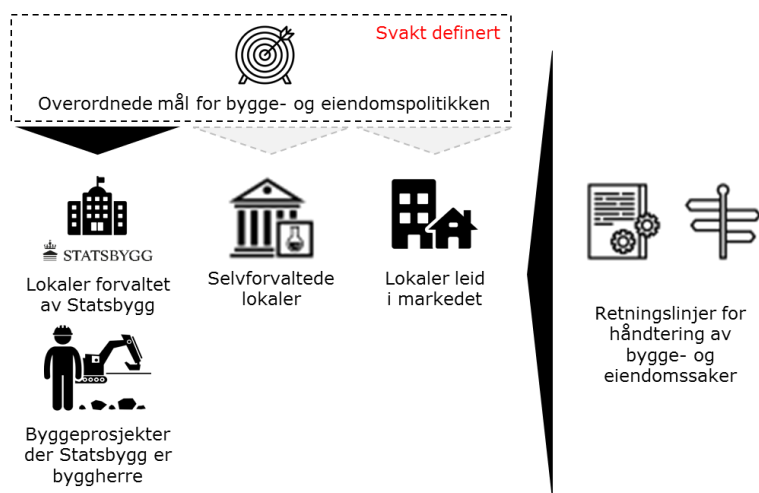 Svakt definert
Overordnede mål for bygge- og eiendomspolitikken
STATSBYGG
Lokaler forvaltet
av Statsbygg
Selvforvaltede
lokaler
Lokaler leid
i markedet
Byggeprosjekter
der Statsbygg er
byggherre
Retningslinjer for
håndtering av
bygge- og
eiendomssaker